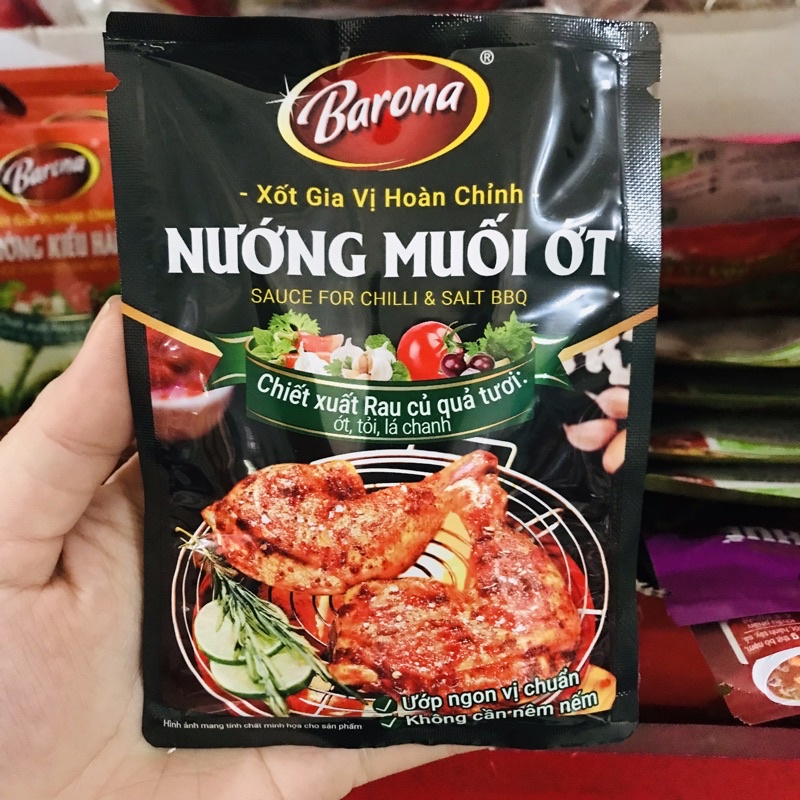 Barona
®
- Xốt Gia Vị Hoàn Chỉnh -
NƯỚNG MUỐI ỚT
SAUCE FOR CHILLI & SALT BBQ
Chiết xuất Rau củ quả tươi:
ớt, tỏi, lá chanh
Ướp ngon vị chuẩn
Không cần nêm nếm
Hình ảnh mang tính chất minh họa cho sản phẩm
Barona